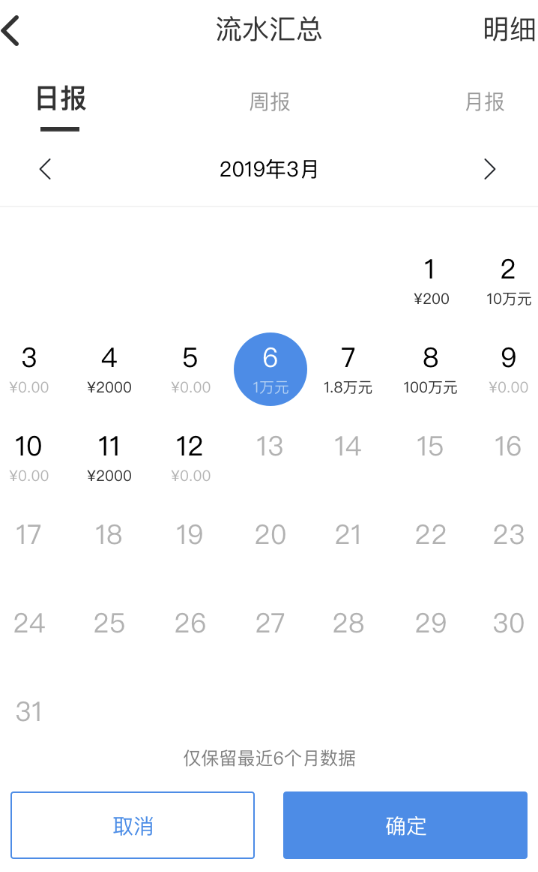 流水汇总 明细
日报 周报 月报
2019年3月
1 2
¥200 10万元
3 4 5 6 7 8 9
¥0.00 ¥2000 ¥0.00 1万元 1.8万元 100万元 ¥0.00
10 11 12 13 14 15 16
¥0.00 ¥2000 ¥0.00
17 18 19 20 21 22 23
24 25 26 27 28 29 30
31
仅保留最近6个月数据
取消 确定